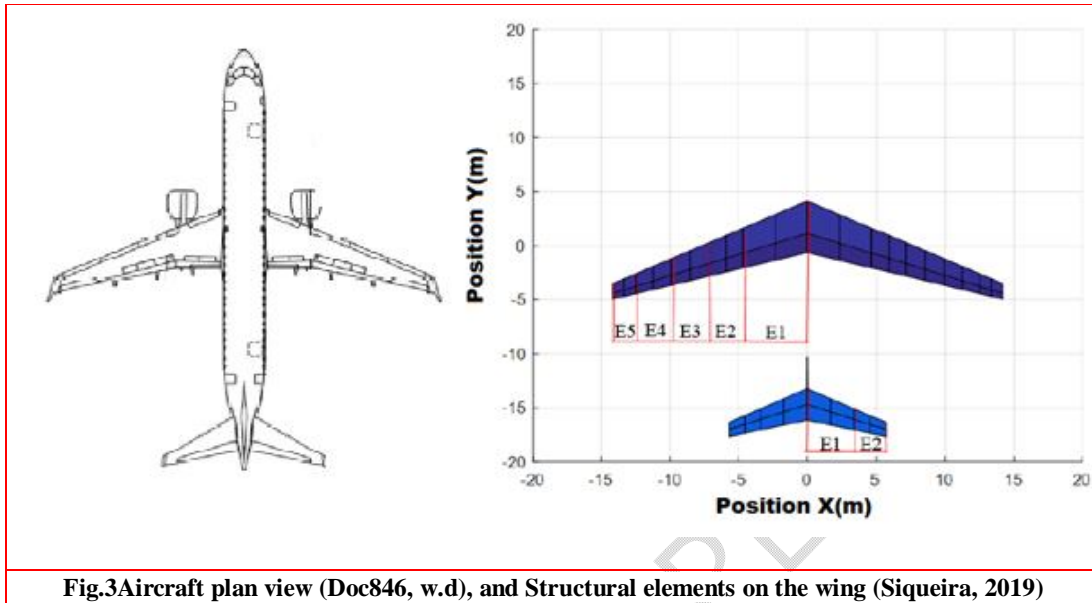 20
15
10
5
0
-5
-10
-15
-20
Position Y(m)
E5 E4 E3 E2 E1
E1 E2
-20 -15 -10 -5 0 5 10 15 20
Position X(m)
Fig.3Aircraft plan view (Doc846, w.d), and Structural elements on the wing (Siqueira, 2019)